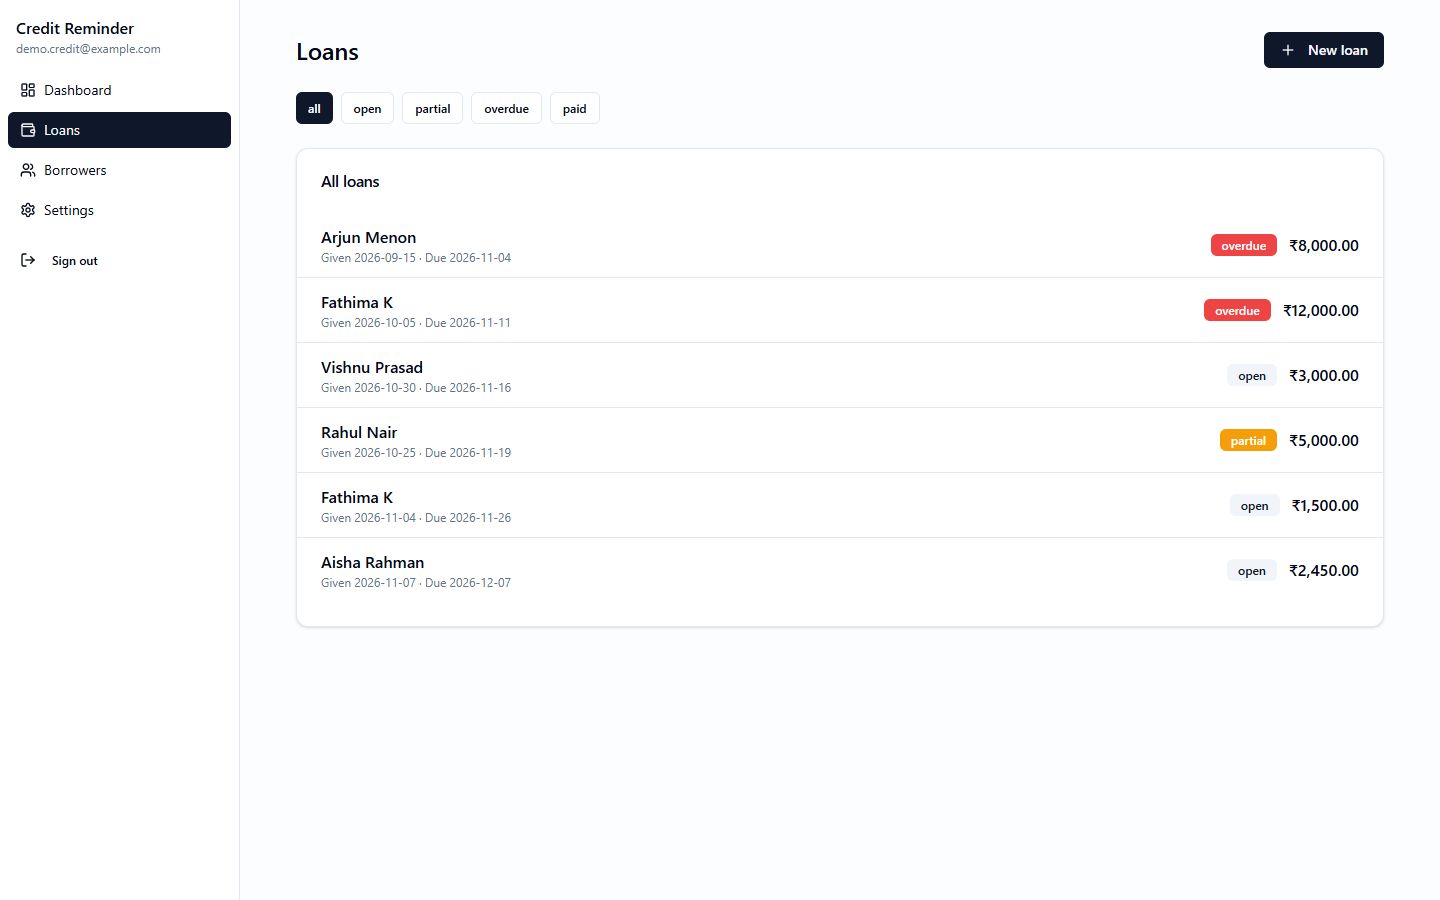 Credit Reminder
demo.credit@example.com
Dashboard
Loans
Borrowers
Settings
Sign out
Loans
New loan
all
open
partial
overdue
paid
All loans
Arjun Menon
Given 2026-09-15 · Due 2026-11-04
overdue
₹8,000.00
Fathima K
Given 2026-10-05 · Due 2026-11-11
overdue
₹12,000.00
Vishnu Prasad
Given 2026-10-30 · Due 2026-11-16
open
₹3,000.00
Rahul Nair
Given 2026-10-25 · Due 2026-11-19
partial
₹5,000.00
Fathima K
Given 2026-11-04 · Due 2026-11-26
open
₹1,500.00
Aisha Rahman
Given 2026-11-07 · Due 2026-12-07
open
₹2,450.00